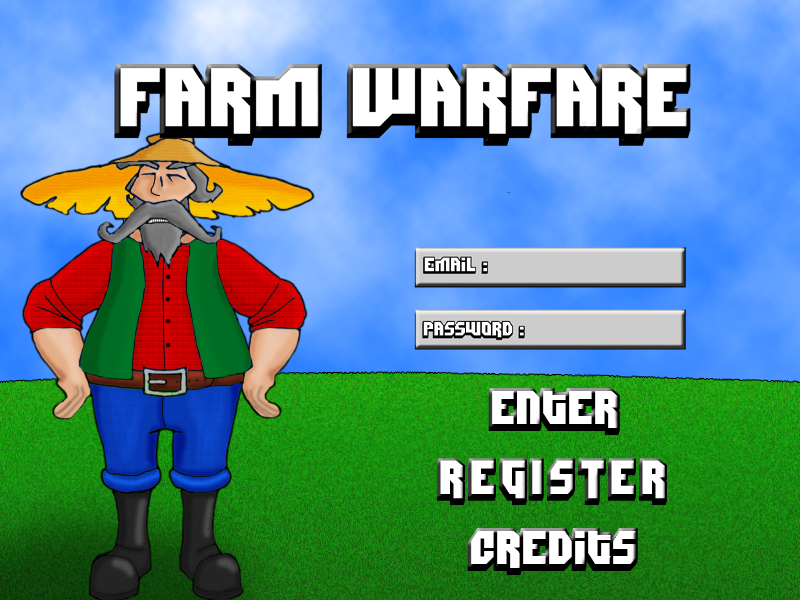 FARM WARFARE
EMAIL :
PASSWORD :
ENTER
REGISTER
CREDITS